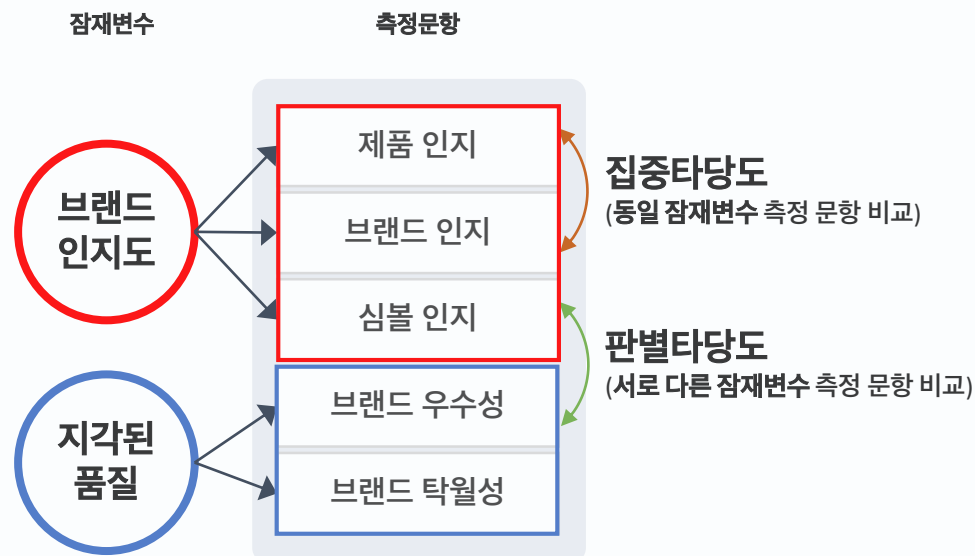 잠재변수
측정문항
브랜드
인지도
제품 인지
브랜드 인지
심볼 인지
집중타당도
(동일 잠재변수 측정 문항 비교)
판별타당도
(서로 다른 잠재변수 측정 문항 비교)
지각된
품질
브랜드 우수성
브랜드 탁월성